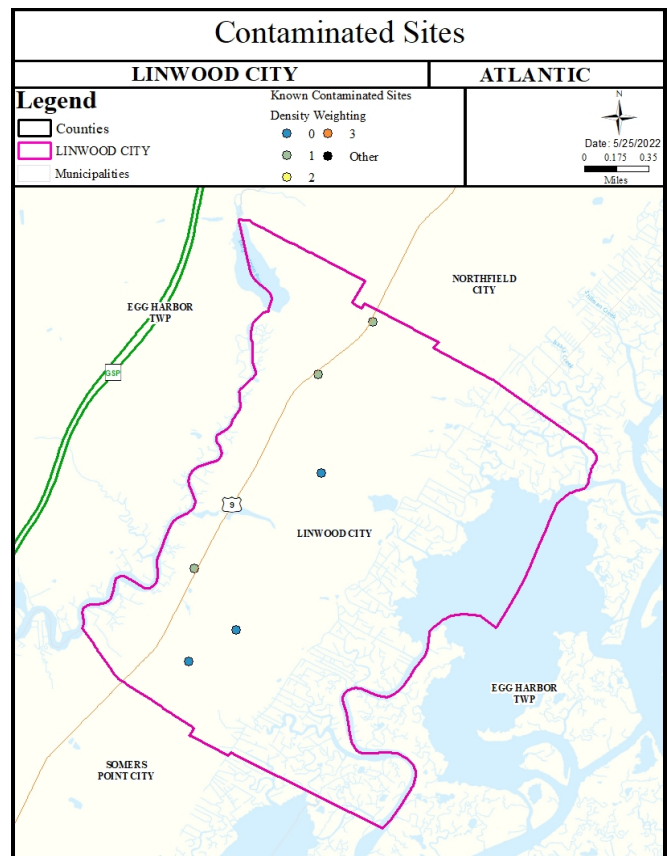 Contaminated Sites
LINWOOD CITY
ATLANTIC
Legend
Counties
LINWOOD CITY
Municipalities
Known Contaminated Sites
Density Weighting
0 3
1 Other
2
N
Date: 5/25/2022
0 0.175 0.35
Miles
NORTHFIELD
CITY
EGG HARBOR
TWP
GSP
9
LINWOOD CITY
EGG HARBOR
TWP
SOMERS
POINT CITY